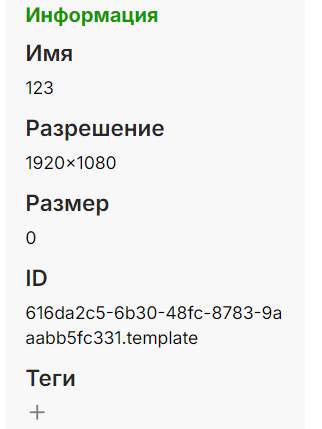 Информация
Имя
123
Разрешение
1920×1080
Размер
0
ID
616da2c5-6b30-48fc-8783-9a
aabb5fc331.template
Теги
+